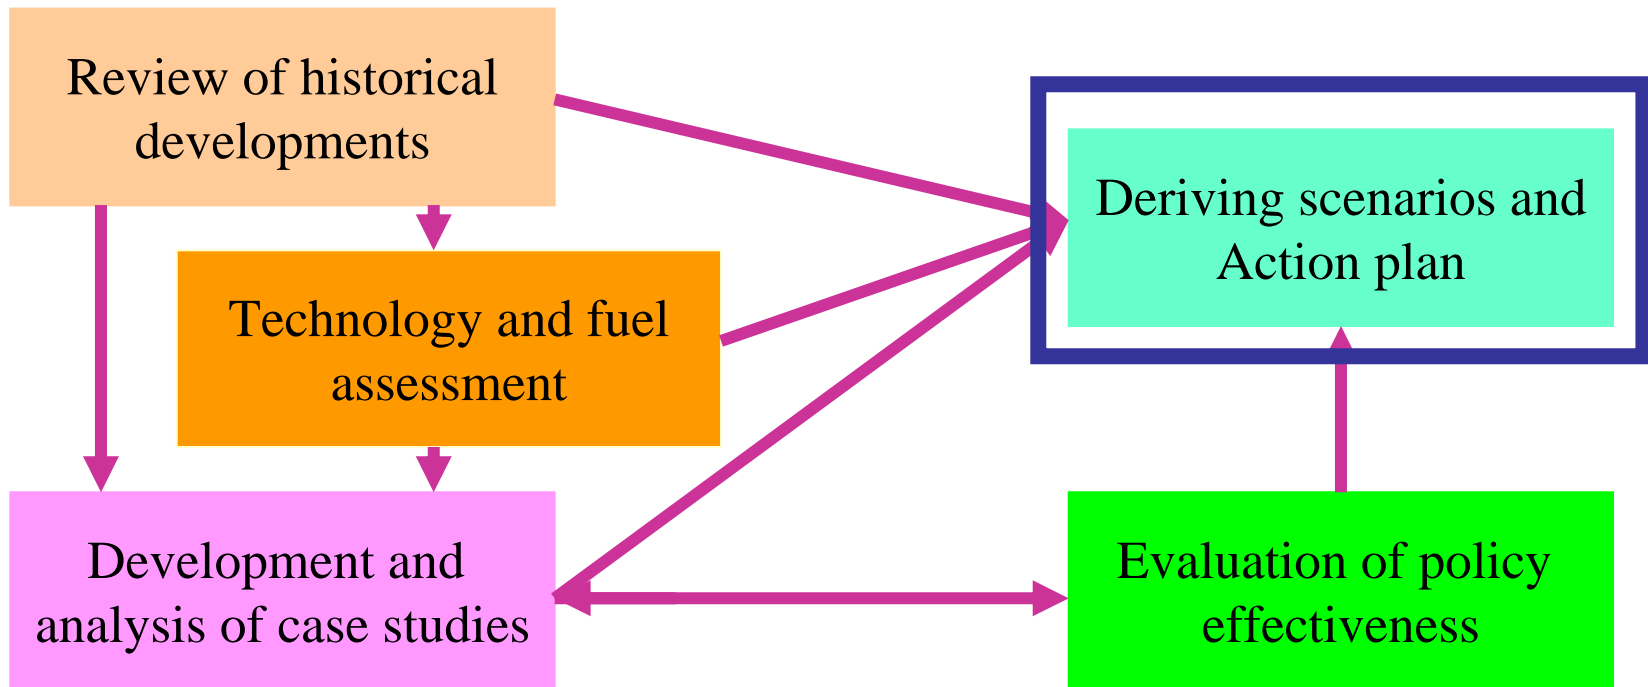 Review of historical
developments
Deriving scenarios and
Action plan
Technology and fuel
assessment
Development and
analysis of case studies
Evaluation of policy
effectiveness